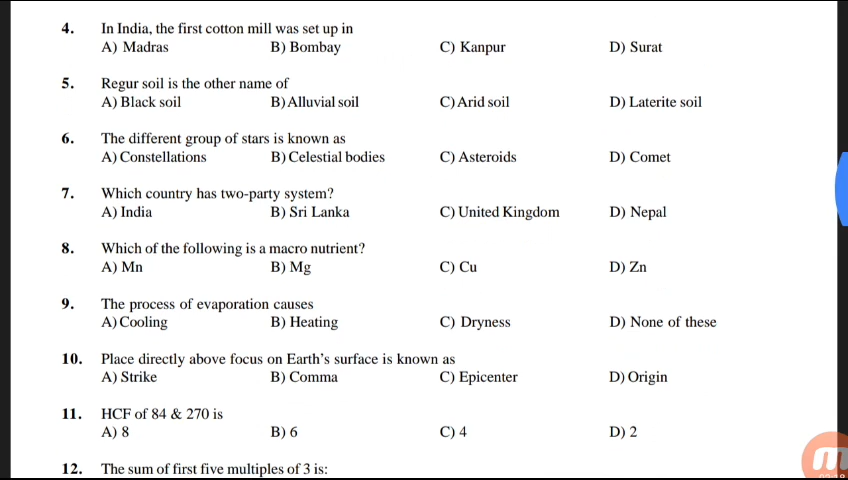 4. In India, the first cotton mill was set up in
A) Madras B) Bombay C) Kanpur D) Surat
5. Regur soil is the other name of
A) Black soil B) Alluvial soil C) Arid soil D) Laterite soil
6. The different group of stars is known as
A) Constellations B) Celestial bodies C) Asteroids D) Comet
7. Which country has two-party system?
A) India B) Sri Lanka C) United Kingdom D) Nepal
8. Which of the following is a macro nutrient?
A) Mn B) Mg C) Cu D) Zn
9. The process of evaporation causes
A) Cooling B) Heating C) Dryness D) None of these
10. Place directly above focus on Earth's surface is known as
A) Strike B) Comma C) Epicenter D) Origin
11. HCF of 84 & 270 is
A) 8 B) 6 C) 4 D) 2
12. The sum of first five multiples of 3 is: